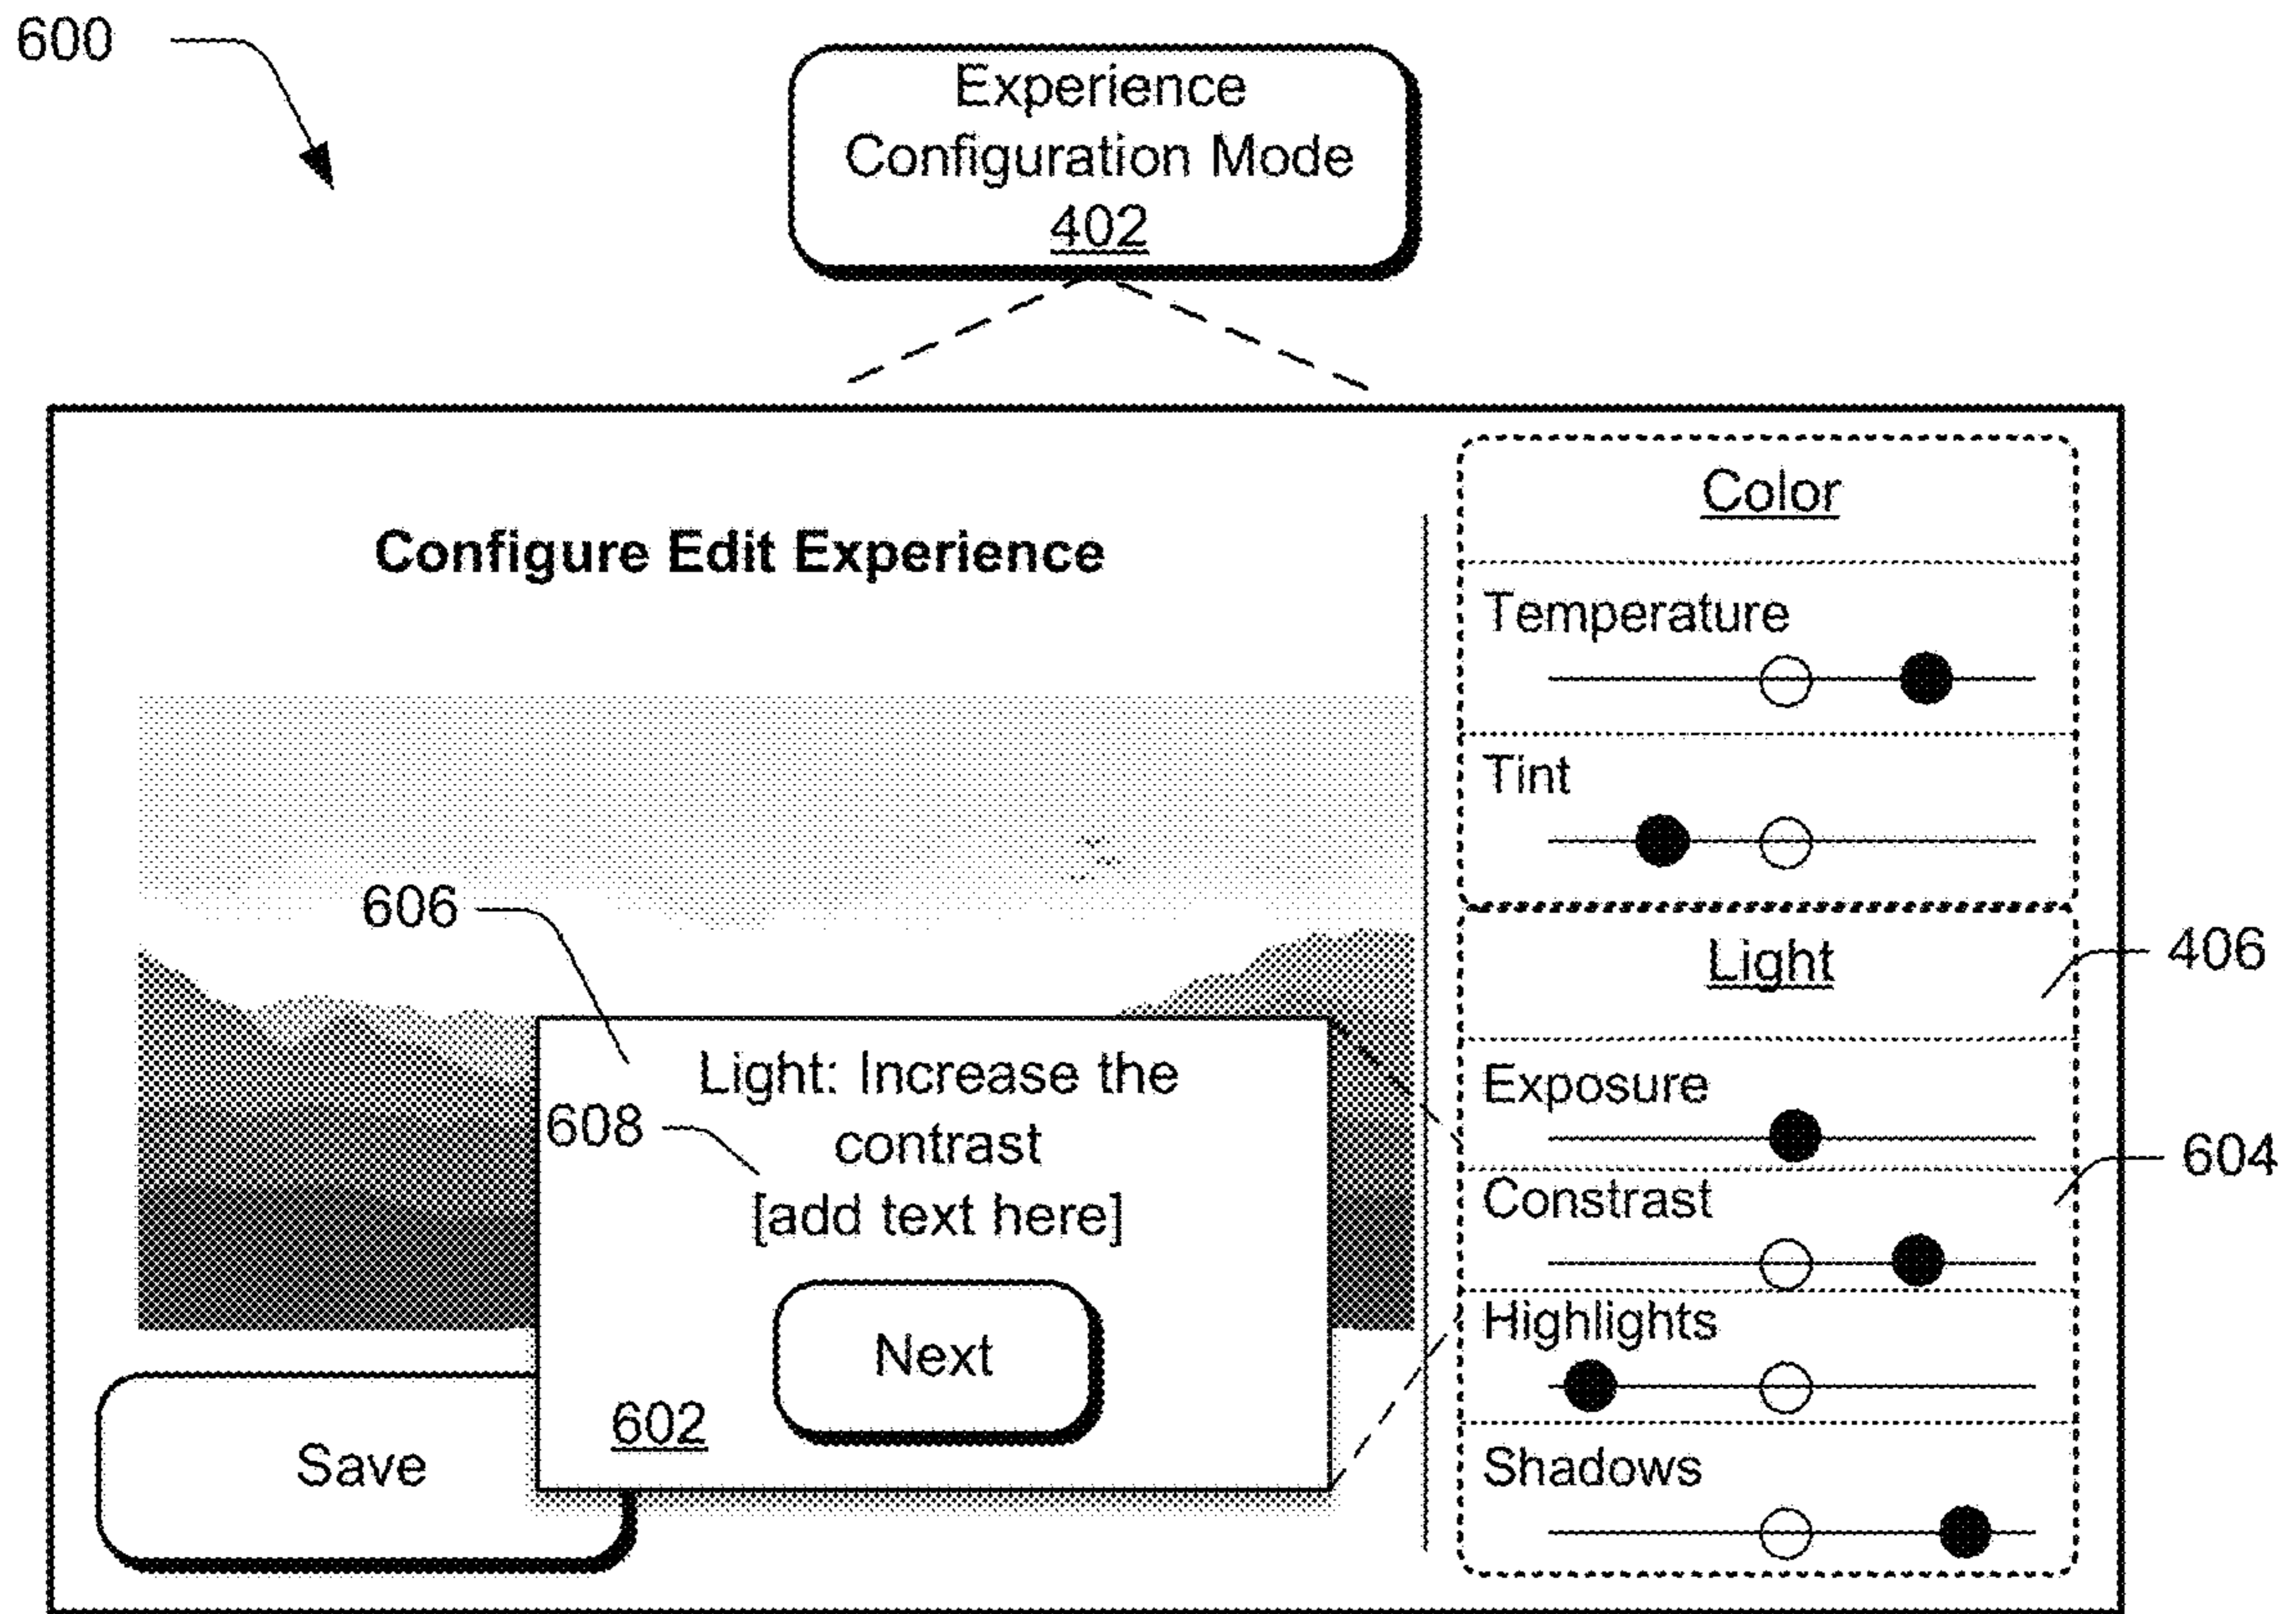 600
Experience
Configuration Mode
402
Configure Edit Experience
Color
Temperature
Tint
606
Light
406
Light: Increase the
608
contrast
[add text here]
Exposure
604
Constrast
Highlights
Next
602
Save
Shadows